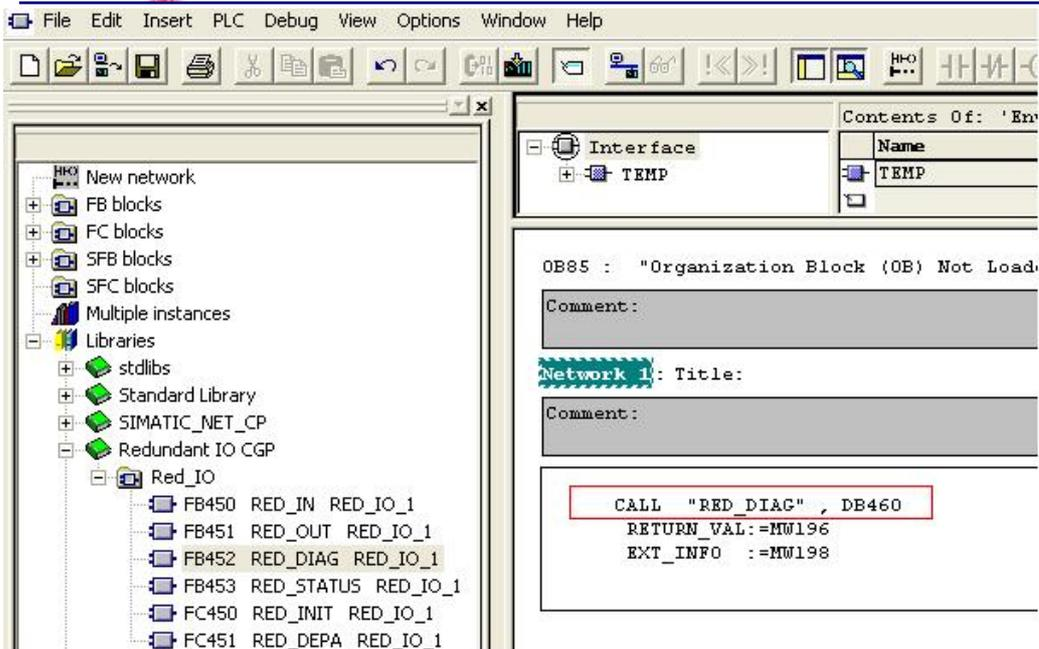 File Edit Insert PLC Debug View Options Window Help
New network
FB blocks
FC blocks
SFB blocks
SFC blocks
Multiple instances
Libraries
stdlibs
Standard Library
SIMATIC_NET_CP
Redundant IO CGP
Red_IO
FB450 RED_IN RED_IO_1
FB451 RED_OUT RED_IO_1
FB452 RED_DIAG RED_IO_1
FB453 RED_STATUS RED_IO_1
FC450 RED_INIT RED_IO_1
FC451 RED_DEPA RED_IO_1
Interface
TEMP
Contents Of: 'Env
Name
TEMP
OB85 : "Organization Block (OB) Not Load
Comment:
Network 1: Title:
Comment:
CALL "RED_DIAG" , DB460
RETURN_VAL:=MW196
EXT_INFO :=MW198